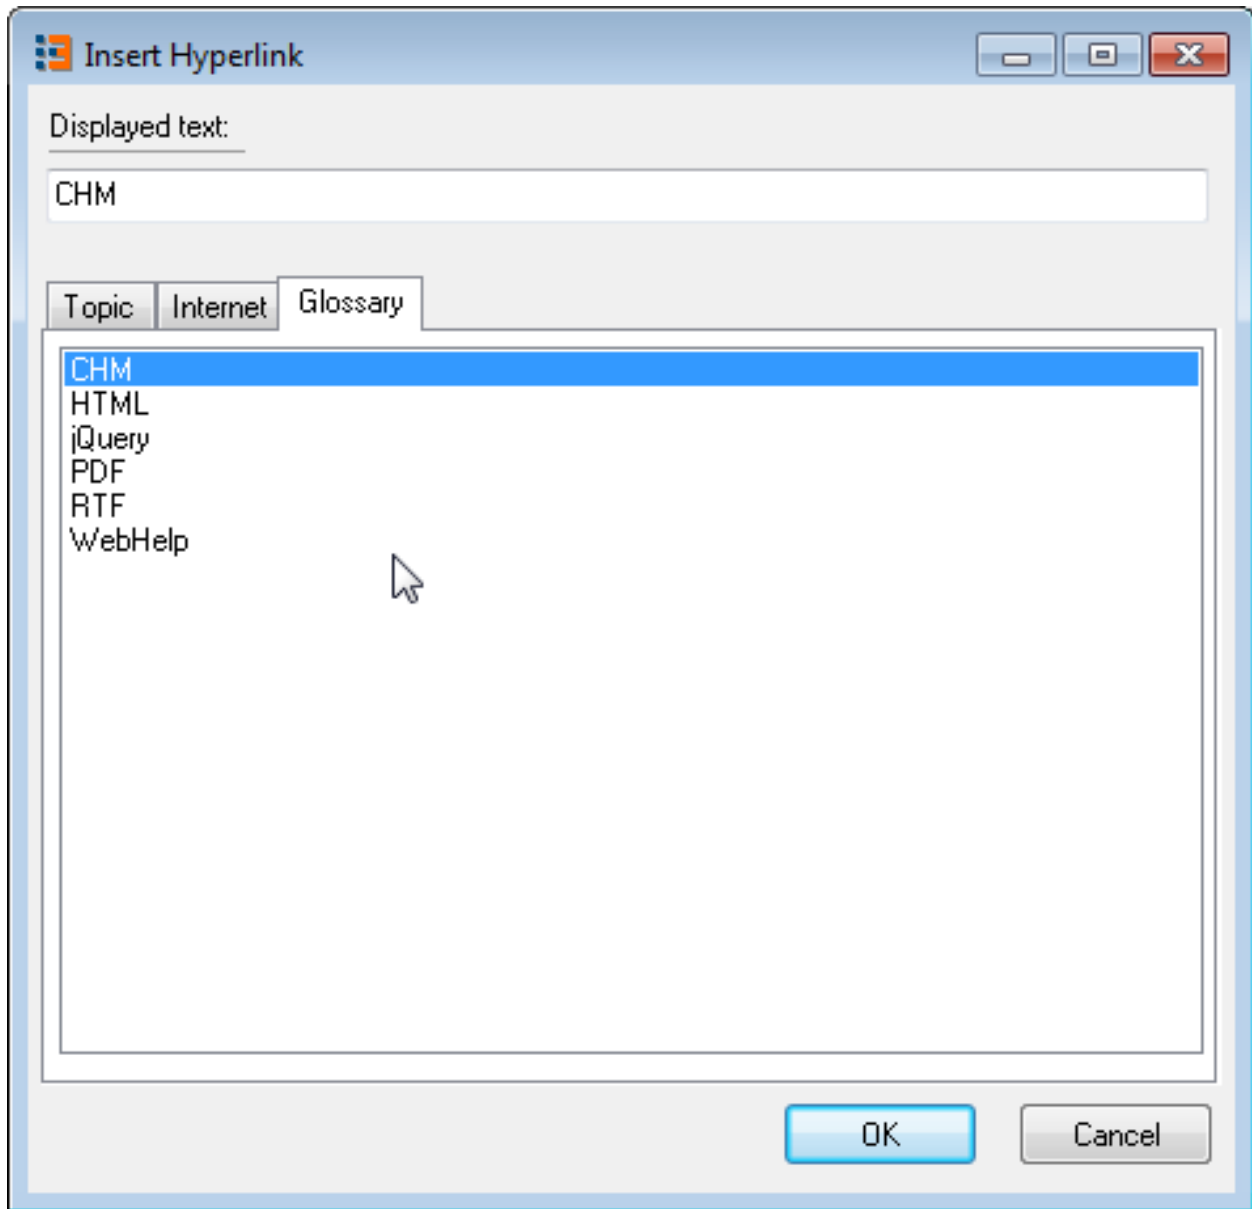 Insert Hyperlink
Displayed text:
CHM
Topic Internet Glossary
CHM
HTML
jQuery
PDF
RTF
WebHelp
OK Cancel